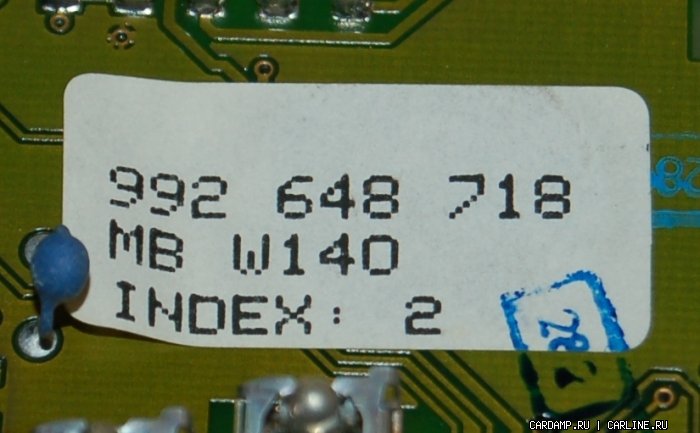 992 648 718
MB W140
INDEX: 2
CARDAMP.RU | CARLINE.RU